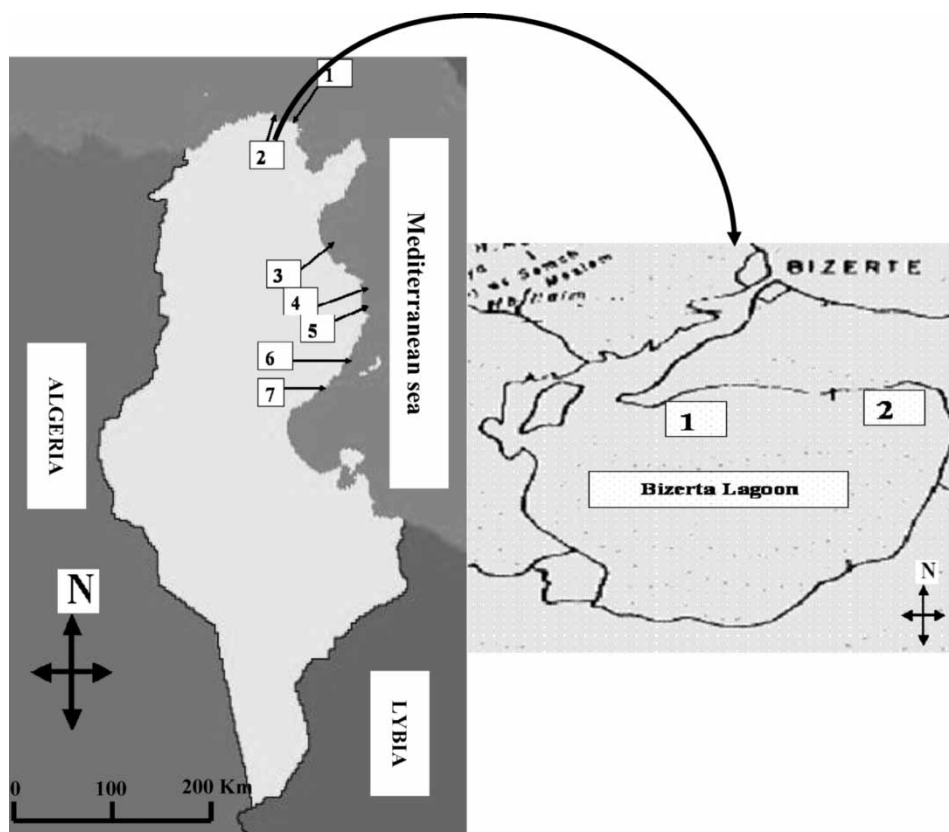 1
2
3
4
5
6
7
Mediterranean sea
ALGERIA
N
LYBIA
0 100 200 Km
BIZERTE
1
2
Bizerta Lagoon
N